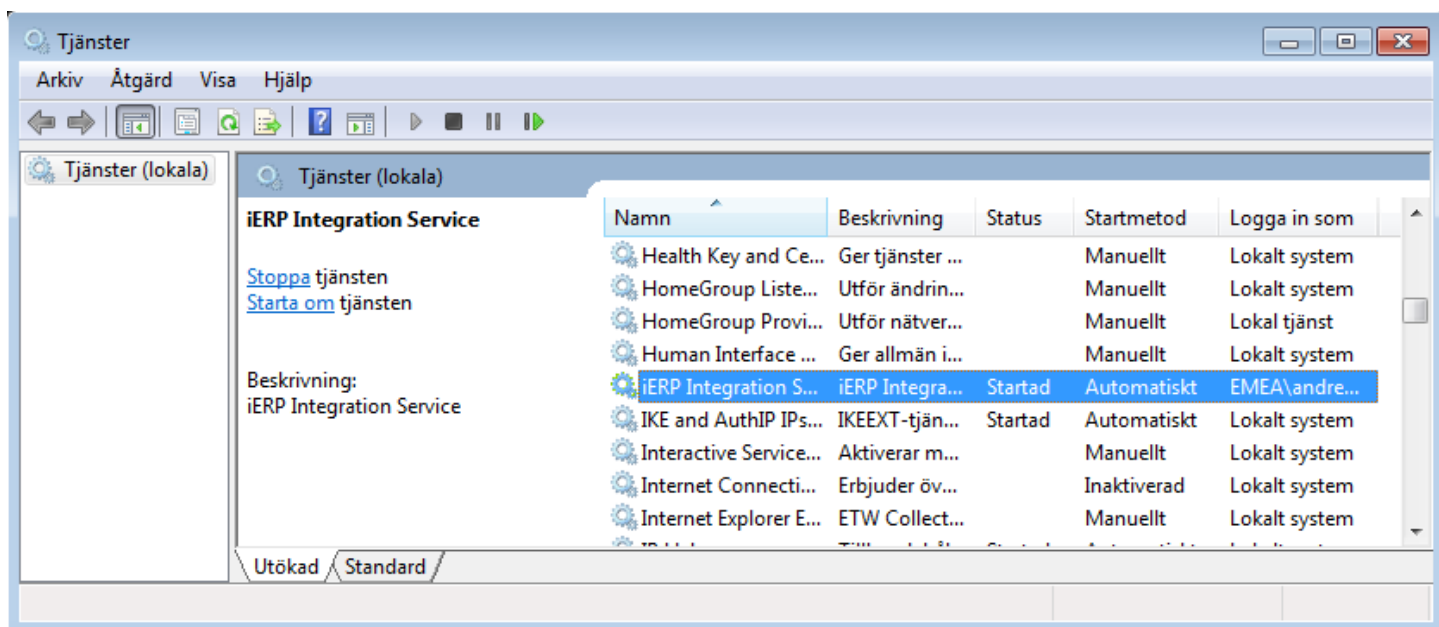 Tjänster
Arkiv Åtgärd Visa Hjälp
Tjänster (lokala)
Tjänster (lokala)
iERP Integration Service
Stoppa tjänsten
Starta om tjänsten
Beskrivning:
iERP Integration Service
Namn Beskrivning Status Startmetod Logga in som
Health Key and Ce... Ger tjänster ... Manuellt Lokalt system
HomeGroup Liste... Utför ändrin... Manuellt Lokalt system
HomeGroup Provi... Utför nätver... Manuellt Lokal tjänst
Human Interface ... Ger allmän i... Manuellt Lokalt system
iERP Integration S... iERP Integra... Startad Automatiskt EMEA\andre...
IKE and AuthIP IPs... IKEEXT-tjän... Startad Automatiskt Lokalt system
Interactive Service... Aktiverar m... Manuellt Lokalt system
Internet Connecti... Erbjuder öv... Inaktiverad Lokalt system
Internet Explorer E... ETW Collect... Manuellt Lokalt system
Utökad Standard